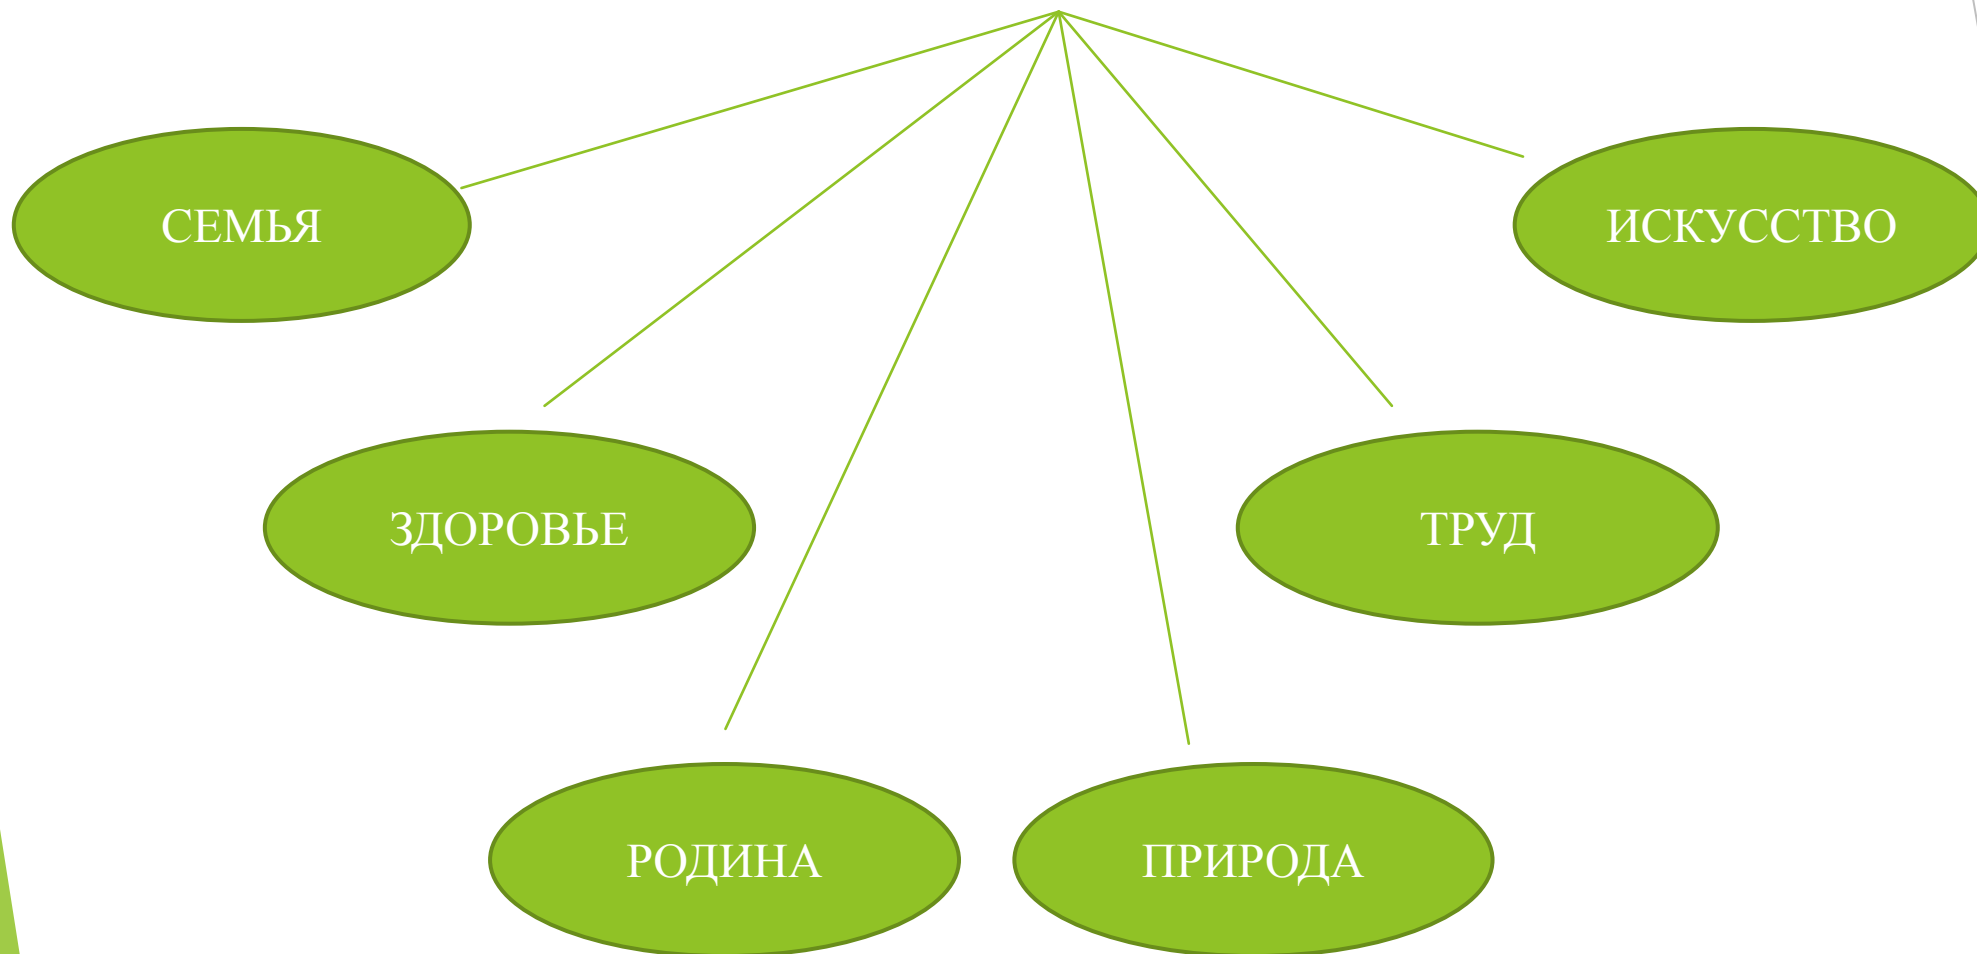 СЕМЬЯ
ИСКУССТВО
ЗДОРОВЬЕ
ТРУД
РОДИНА
ПРИРОДА